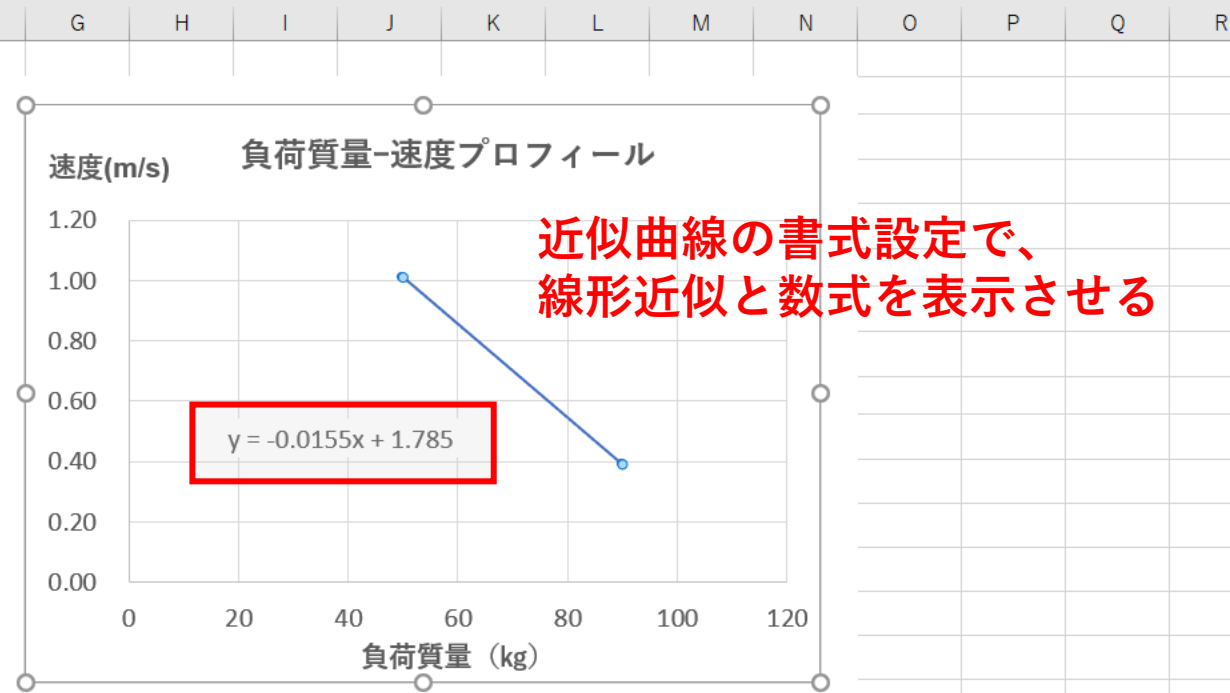 G H I J K L M N O P Q R
負荷質量-速度プロフィール
速度(m/s)
1.20
近似曲線の書式設定で、
線形近似と数式を表示させる
1.00
0.80
0.60
y = -0.0155x + 1.785
0.40
0.20
0.00
0 20 40 60 80 100 120
負荷質量（kg）